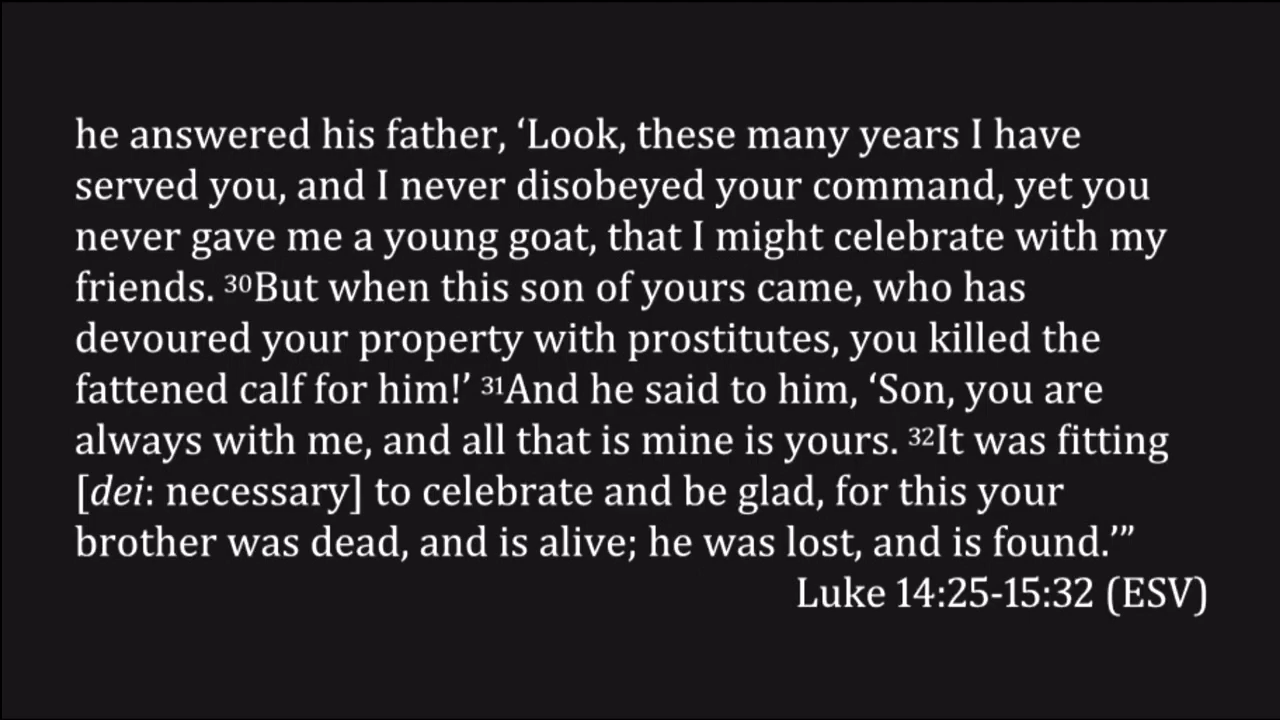 he answered his father, ‘Look, these many years I have
served you, and I never disobeyed your command, yet you
never gave me a young goat, that I might celebrate with my
friends. ³⁰But when this son of yours came, who has
devoured your property with prostitutes, you killed the
fattened calf for him!’ ³¹And he said to him, ‘Son, you are
always with me, and all that is mine is yours. ³²It was fitting
[dei: necessary] to celebrate and be glad, for this your
brother was dead, and is alive; he was lost, and is found.’”
Luke 14:25-15:32 (ESV)